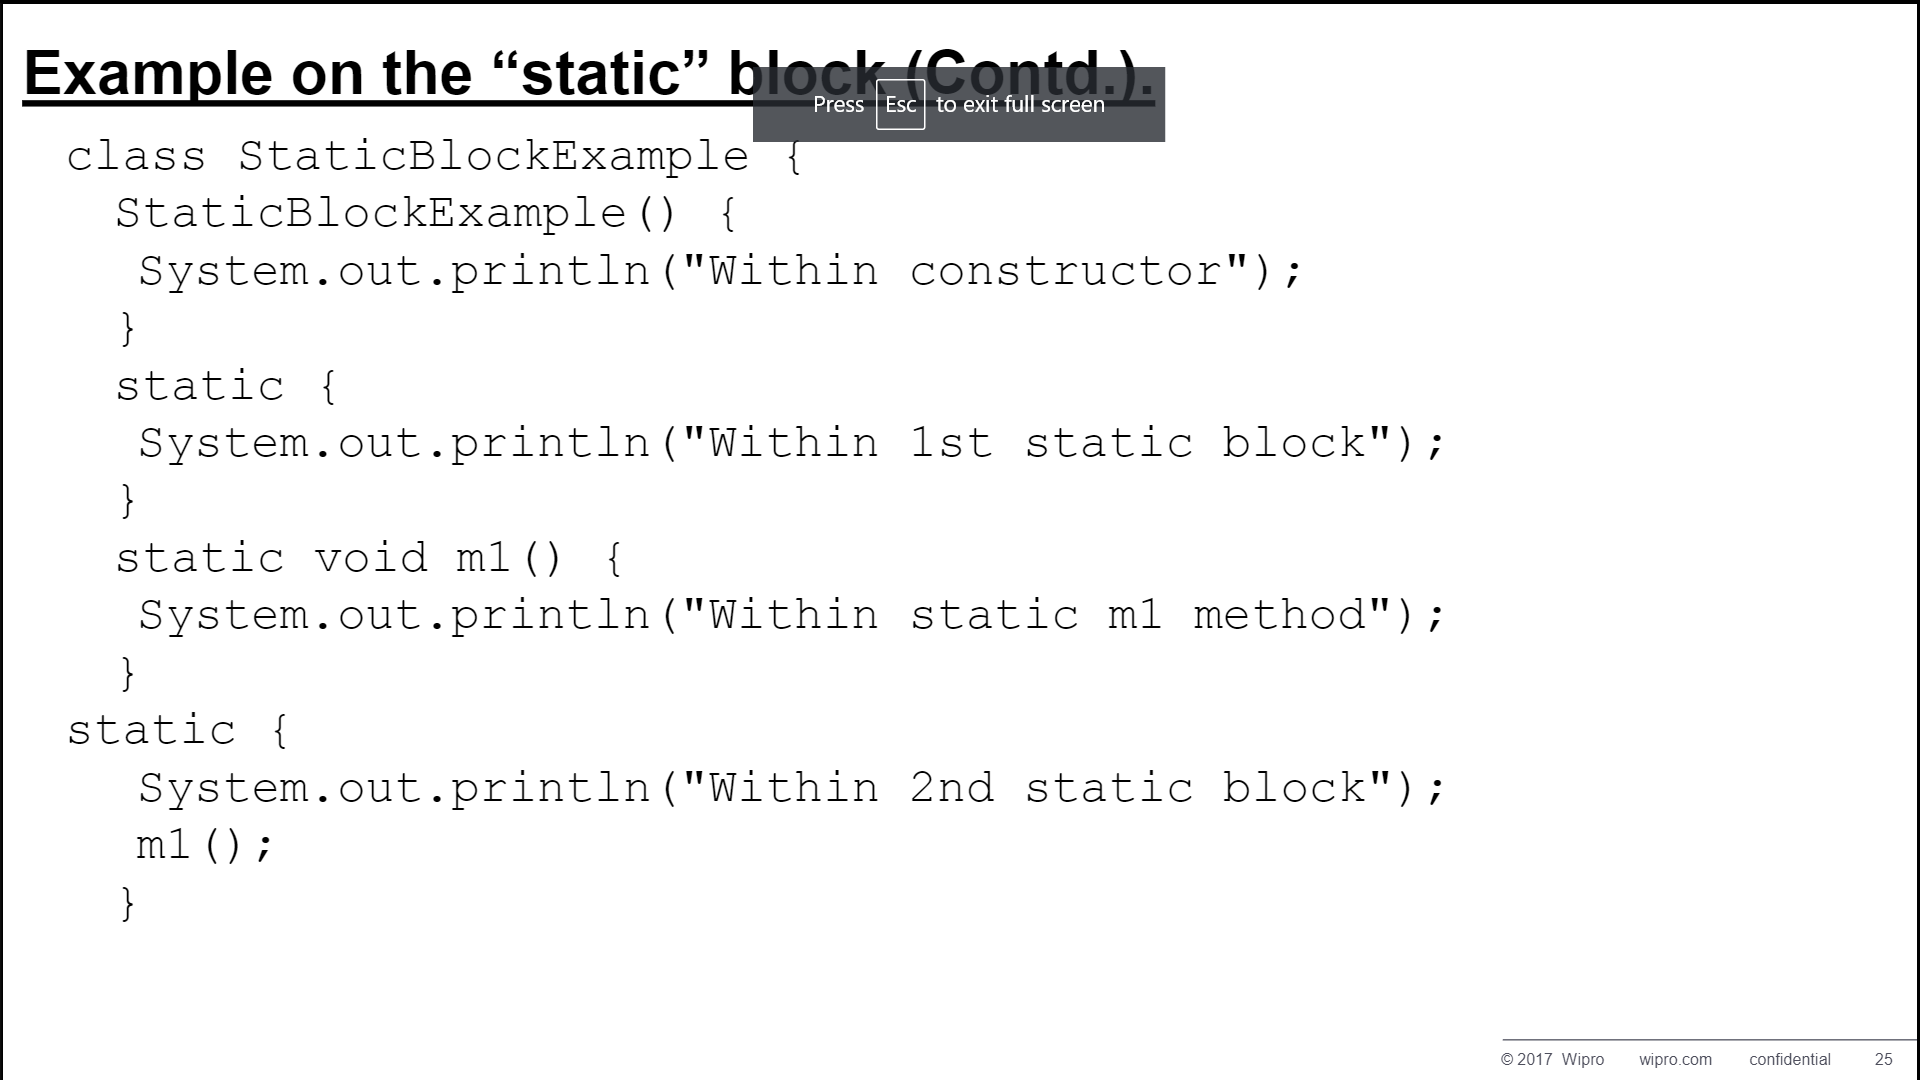 Example on the “static” block (Contd.).
Press Esc to exit full screen
class StaticBlockExample {
StaticBlockExample() {
System.out.println("Within constructor");
}
static {
System.out.println("Within 1st static block");
}
static void m1() {
System.out.println("Within static m1 method");
}
static {
System.out.println("Within 2nd static block");
m1();
}
© 2017 Wipro wipro.com confidential 25